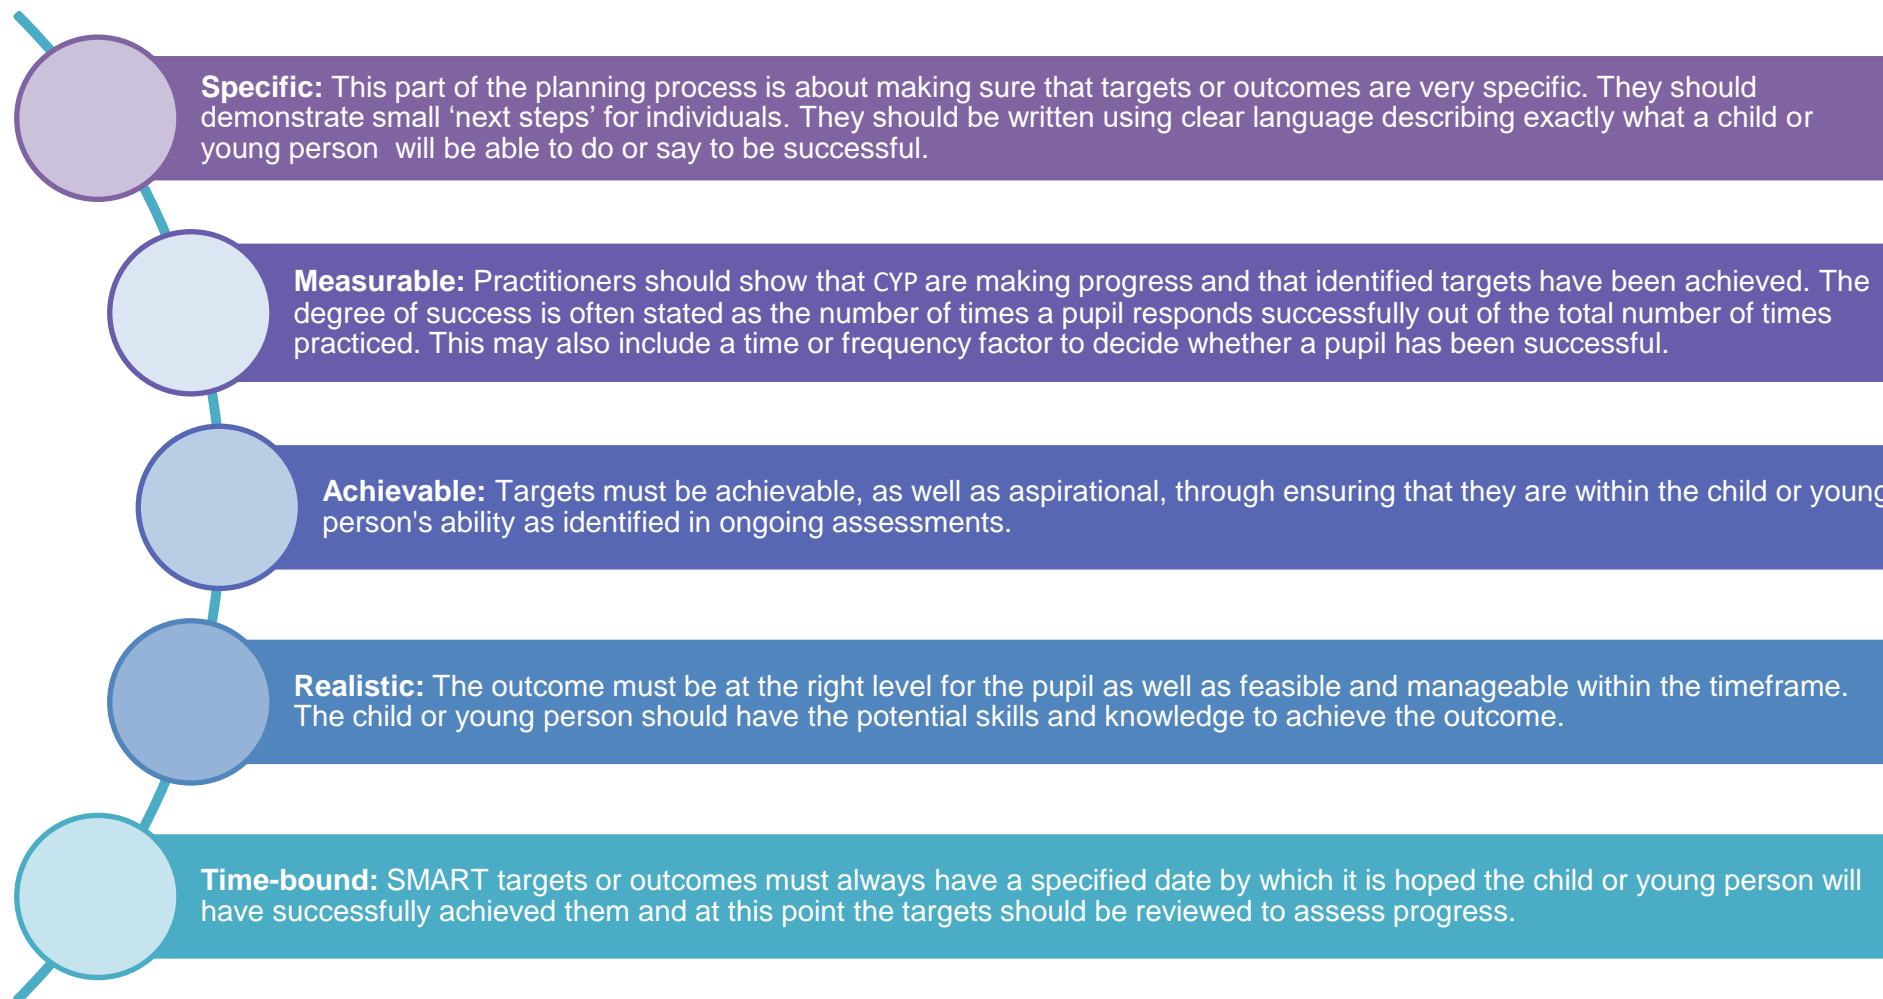 Specific: This part of the planning process is about making sure that targets or outcomes are very specific. They should
demonstrate small ‘next steps’ for individuals. They should be written using clear language describing exactly what a child or
young person  will be able to do or say to be successful.
Measurable: Practitioners should show that CYP are making progress and that identified targets have been achieved. The
degree of success is often stated as the number of times a pupil responds successfully out of the total number of times
practiced. This may also include a time or frequency factor to decide whether a pupil has been successful.
Achievable: Targets must be achievable, as well as aspirational, through ensuring that they are within the child or young
person's ability as identified in ongoing assessments.
Realistic: The outcome must be at the right level for the pupil as well as feasible and manageable within the timeframe.
The child or young person should have the potential skills and knowledge to achieve the outcome.
Time-bound: SMART targets or outcomes must always have a specified date by which it is hoped the child or young person will
have successfully achieved them and at this point the targets should be reviewed to assess progress.